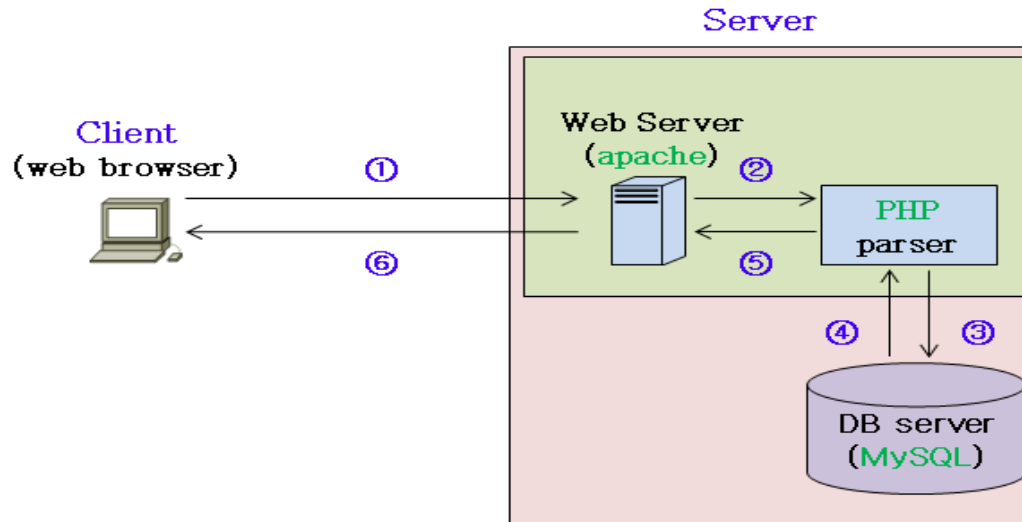 Server
Client
(web browser)
Web Server
(apache)
①
②
PHP
parser
⑥
⑤
④
③
DB server
(MySQL)